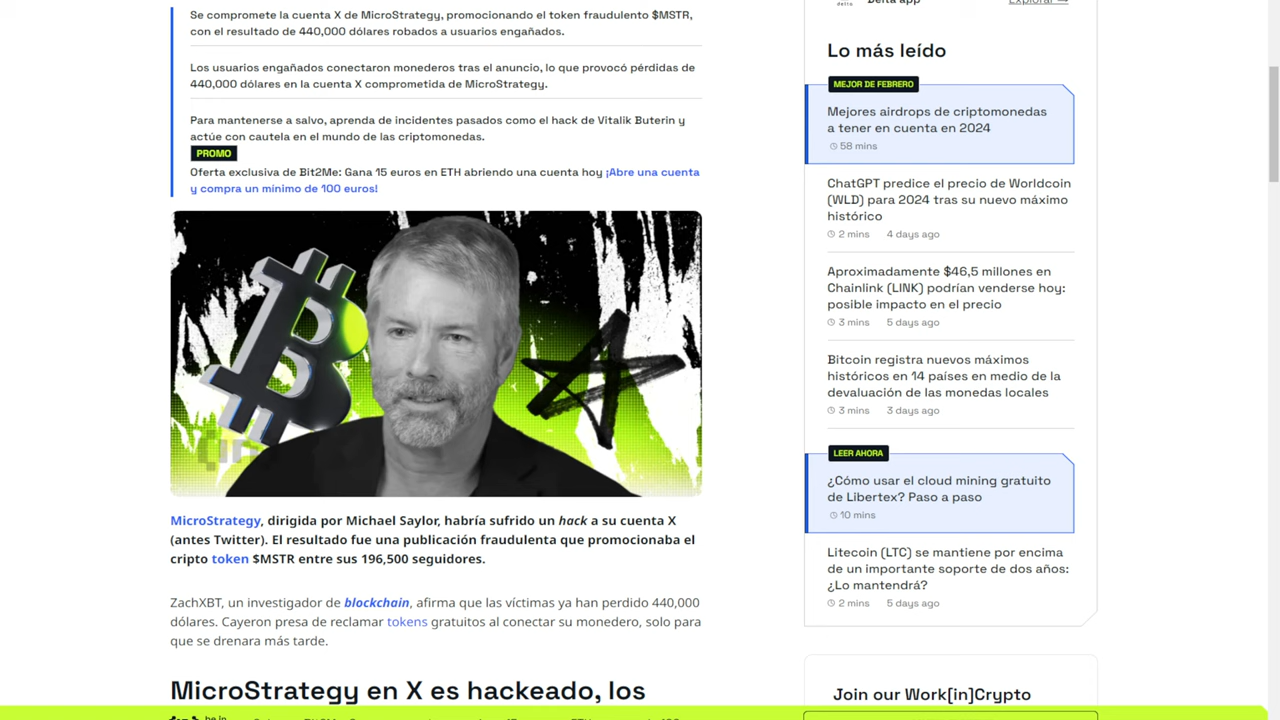 Se compromete la cuenta X de MicroStrategy, promocionando el token fraudulento $MSTR,
con el resultado de 440,000 dólares robados a usuarios engañados.
Los usuarios engañados conectaron monederos tras el anuncio, lo que provocó pérdidas de
440,000 dólares en la cuenta X comprometida de MicroStrategy.
Para mantenerse a salvo, aprenda de incidentes pasados como el hack de Vitalik Buterin y
actúe con cautela en el mundo de las criptomonedas.
PROMO
Oferta exclusiva de Bit2Me: Gana 15 euros en ETH abriendo una cuenta hoy ¡Abre una cuenta
y compra un mínimo de 100 euros!
MicroStrategy, dirigida por Michael Saylor, habría sufrido un hack a su cuenta X
(antes Twitter). El resultado fue una publicación fraudulenta que promocionaba el
cripto token $MSTR entre sus 196,500 seguidores.
ZachXBT, un investigador de blockchain, afirma que las víctimas ya han perdido 440,000
dólares. Cayeron presa de reclamar tokens gratuitos al conectar su monedero, solo para
que se drenara más tarde.
MicroStrategy en X es hackeado, los
delta
Delta app
Explorar →
Lo más leído
MEJOR DE FEBRERO
Mejores airdrops de criptomonedas
a tener en cuenta en 2024
58 mins
ChatGPT predice el precio de Worldcoin
(WLD) para 2024 tras su nuevo máximo
histórico
2 mins 4 days ago
Aproximadamente $46,5 millones en
Chainlink (LINK) podrían venderse hoy:
posible impacto en el precio
3 mins 5 days ago
Bitcoin registra nuevos máximos
históricos en 14 países en medio de la
devaluación de las monedas locales
3 mins 3 days ago
LEER AHORA
¿Cómo usar el cloud mining gratuito
de Libertex? Paso a paso
10 mins
Litecoin (LTC) se mantiene por encima
de un importante soporte de dos años:
¿Lo mantendrá?
2 mins 5 days ago
Join our Work[in]Crypto